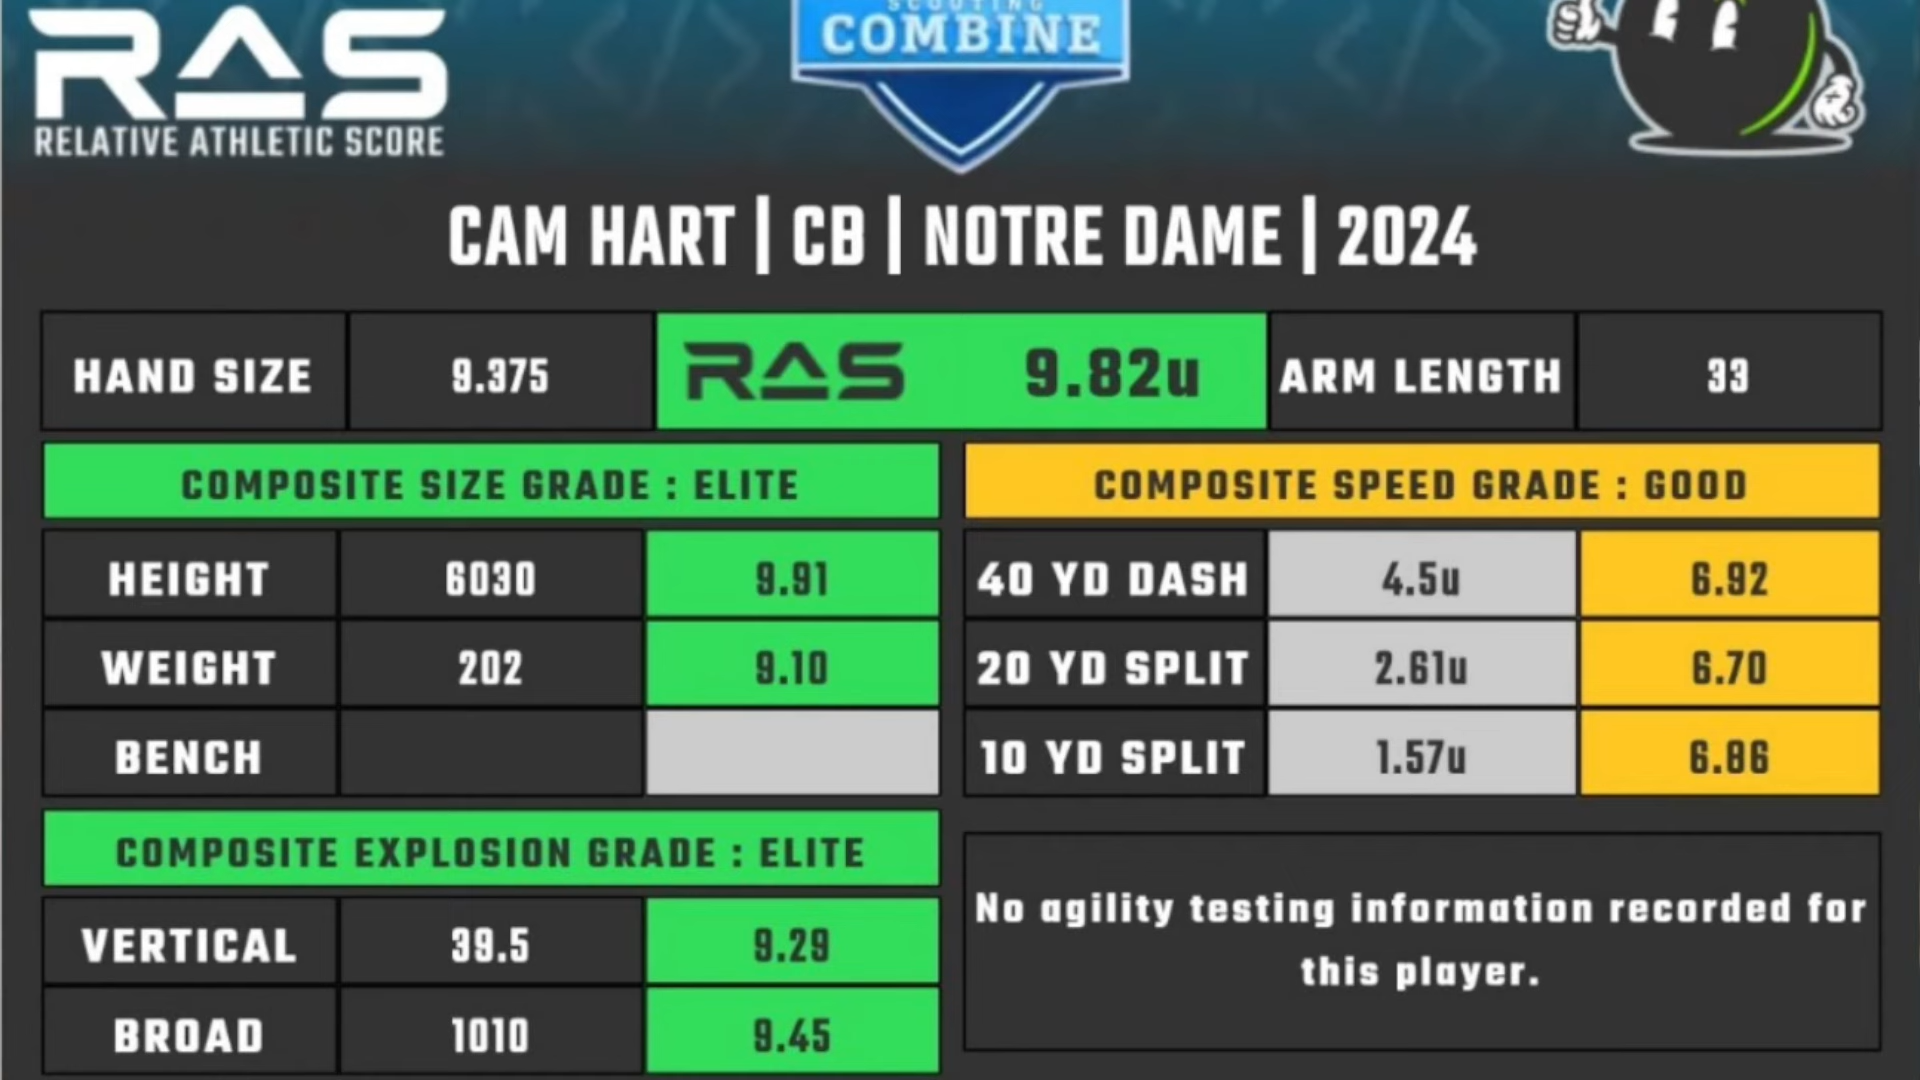 RAS
RELATIVE ATHLETIC SCORE
SCOUTING
COMBINE
CAM HART | CB | NOTRE DAME | 2024
HAND SIZE 9.375 RAS 9.82u ARM LENGTH 33
COMPOSITE SIZE GRADE : ELITE
HEIGHT 6030 9.91
WEIGHT 202 9.10
BENCH
COMPOSITE SPEED GRADE : GOOD
40 YD DASH 4.5u 6.92
20 YD SPLIT 2.61u 6.70
10 YD SPLIT 1.57u 6.86
COMPOSITE EXPLOSION GRADE : ELITE
VERTICAL 39.5 9.29
BROAD 1010 9.45
No agility testing information recorded for
this player.